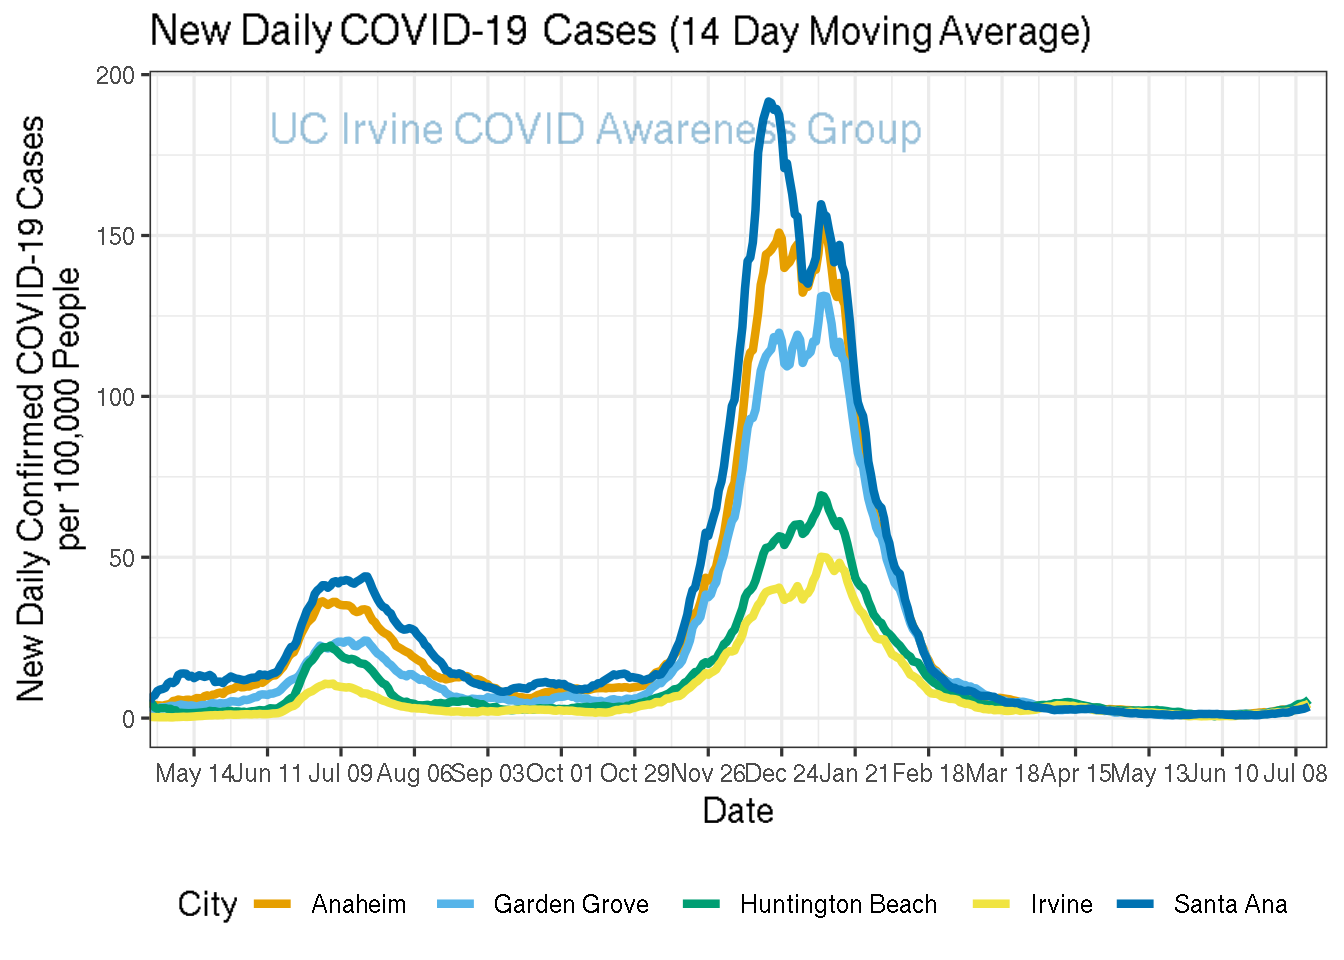 New Daily COVID-19 Cases (14 Day Moving Average)
UC Irvine COVID Awareness Group
New Daily Confirmed COVID-19 Cases
per 100,000 People
200
150
100
50
0
May 14 Jun 11 Jul 09 Aug 06 Sep 03 Oct 01 Oct 29 Nov 26 Dec 24 Jan 21 Feb 18 Mar 18 Apr 15 May 13 Jun 10 Jul 08
Date
City Anaheim Garden Grove Huntington Beach Irvine Santa Ana